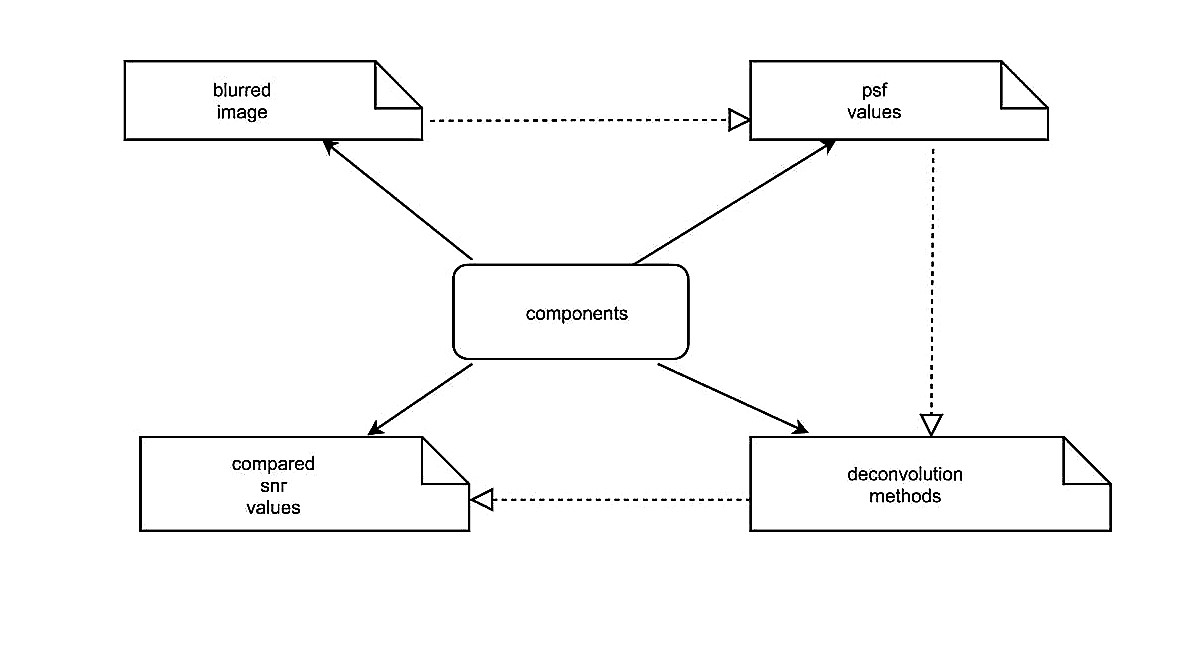 blurred
image
psf
values
components
compared
snr
values
deconvolution
methods